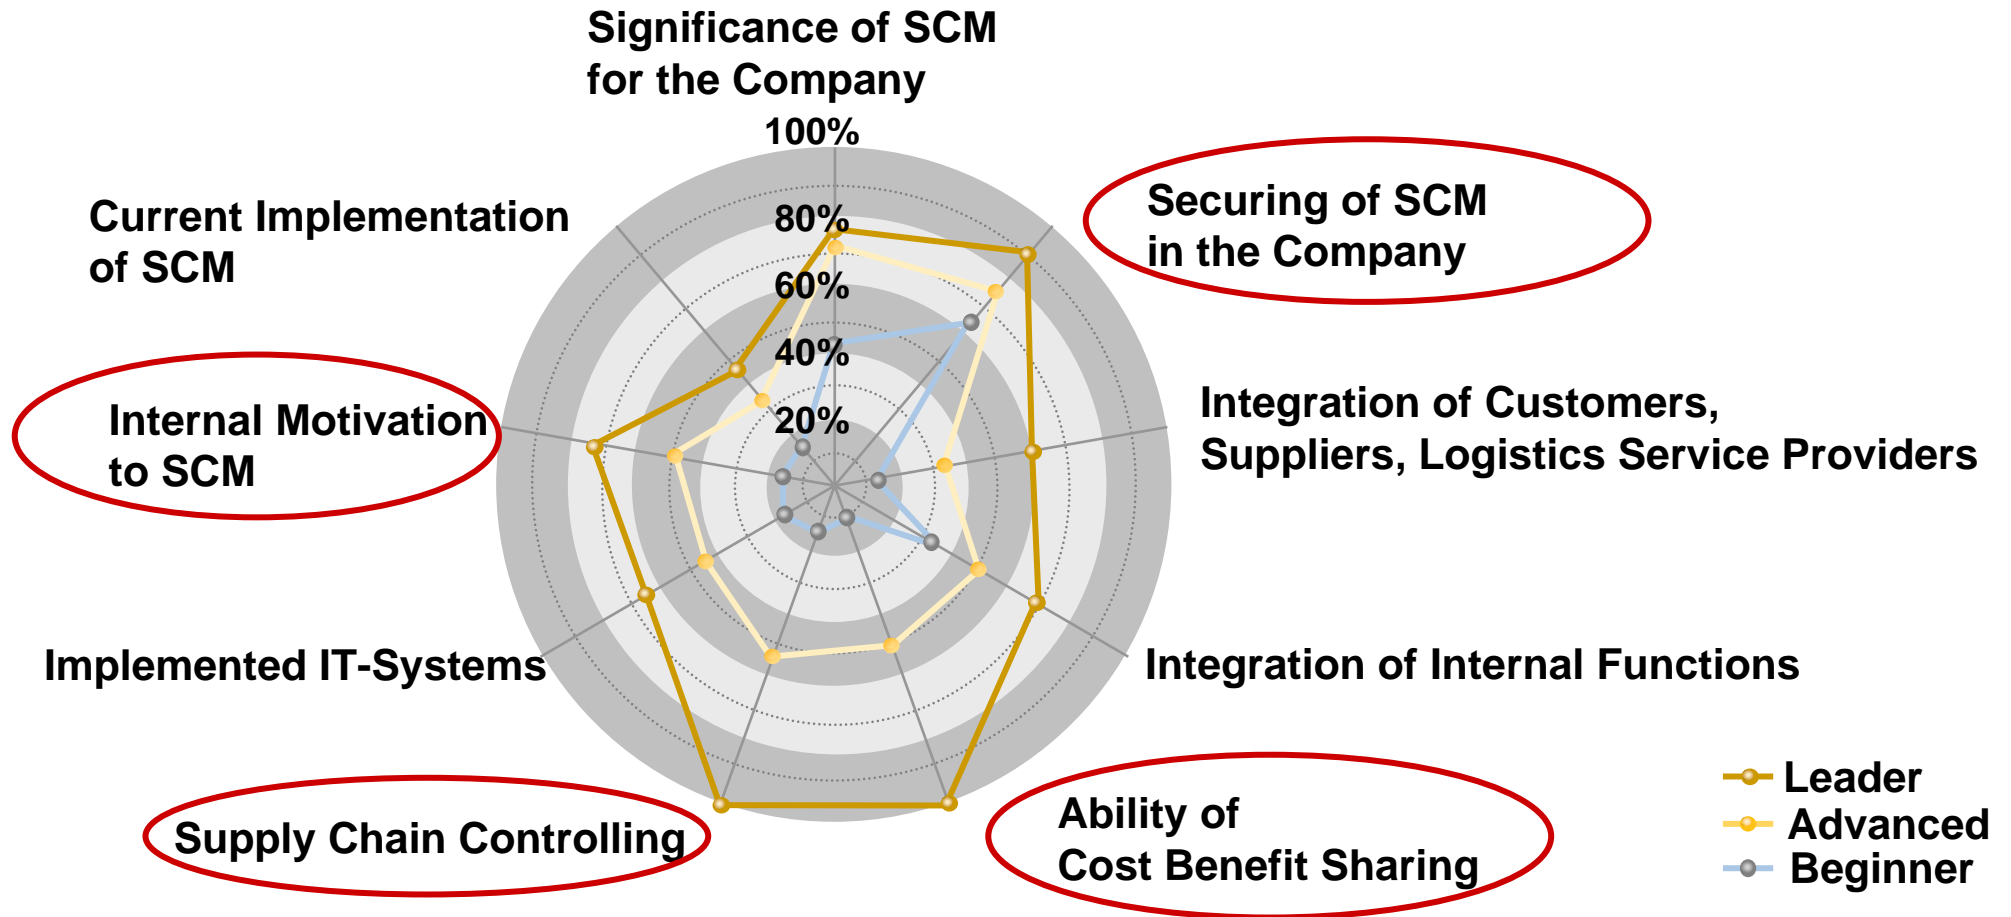 Significance of SCM
for the Company
100%
80%
60%
40%
20%
Securing of SCM
in the Company
Integration of Customers,
Suppliers, Logistics Service Providers
Integration of Internal Functions
Ability of
Cost Benefit Sharing
Supply Chain Controlling
Implemented IT-Systems
Internal Motivation
to SCM
Current Implementation
of SCM
Leader
Advanced
Beginner